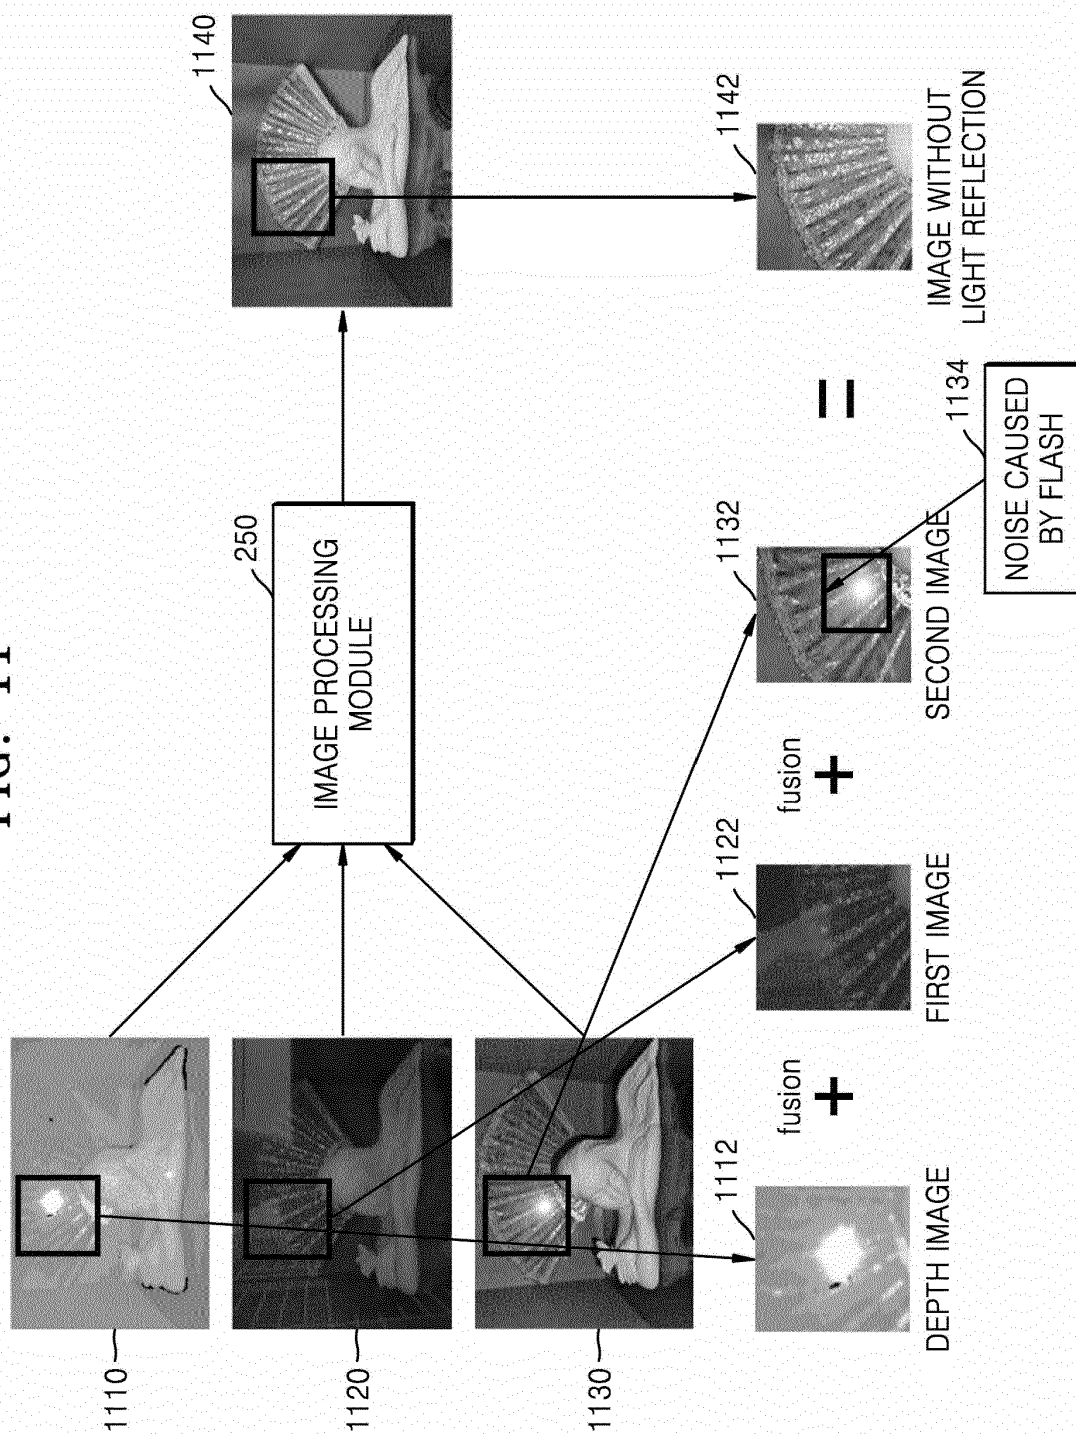 FIG. 11
1110
1120
1130
250
IMAGE PROCESSING
MODULE
1140
1112
DEPTH IMAGE
fusion
+
1122
FIRST IMAGE
fusion
+
1132
SECOND IMAGE
=
1142
IMAGE WITHOUT
LIGHT REFLECTION
1134
NOISE CAUSED
BY FLASH